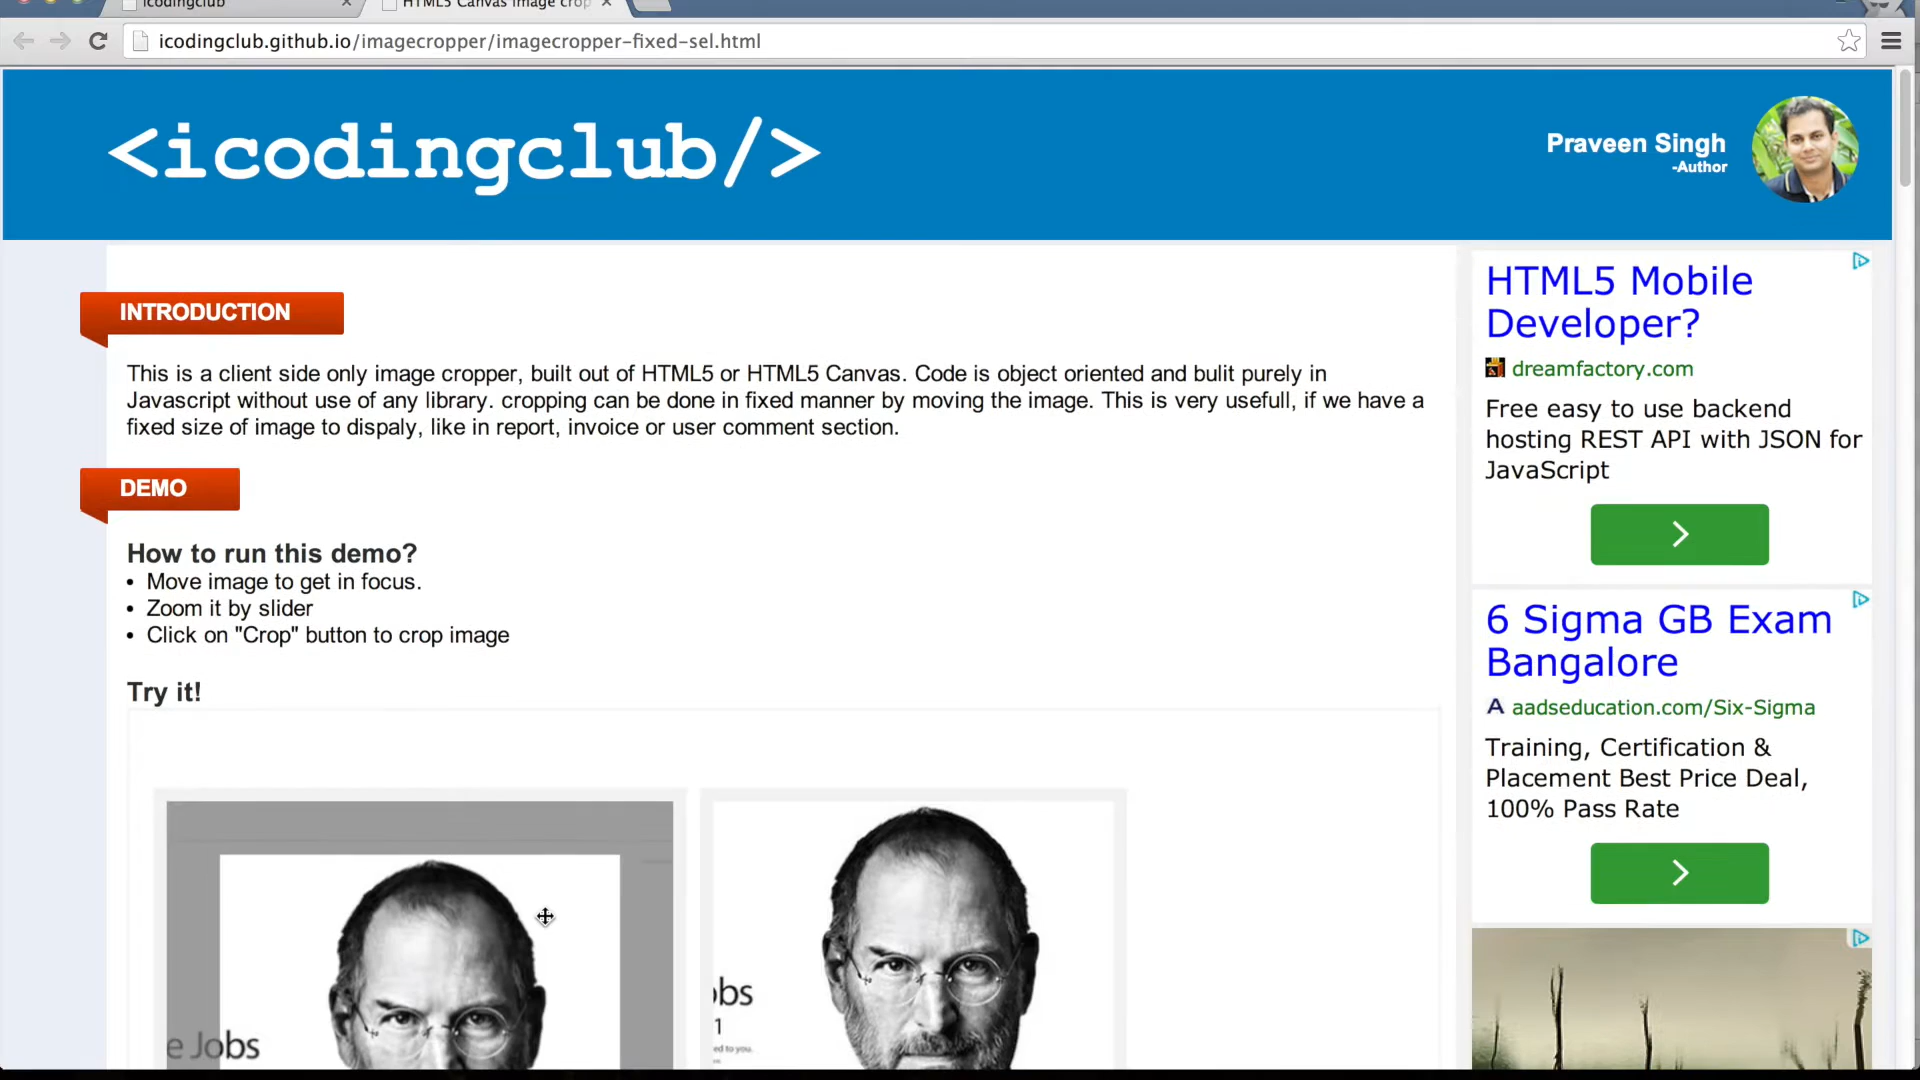 icodingclub
HTML5 Canvas image crop
icodingclub.github.io/imagecropper/imagecropper-fixed-sel.html
<icodingclub/>
Praveen Singh
-Author
INTRODUCTION
This is a client side only image cropper, built out of HTML5 or HTML5 Canvas. Code is object oriented and bulit purely in
Javascript without use of any library. cropping can be done in fixed manner by moving the image. This is very usefull, if we have a
fixed size of image to dispaly, like in report, invoice or user comment section.
DEMO
How to run this demo?
• Move image to get in focus.
• Zoom it by slider
• Click on "Crop" button to crop image
Try it!
e Jobs
obs
1
ed to you.
HTML5 Mobile
Developer?
dreamfactory.com
Free easy to use backend
hosting REST API with JSON for
JavaScript
6 Sigma GB Exam
Bangalore
A aadseducation.com/Six-Sigma
Training, Certification &
Placement Best Price Deal,
100% Pass Rate